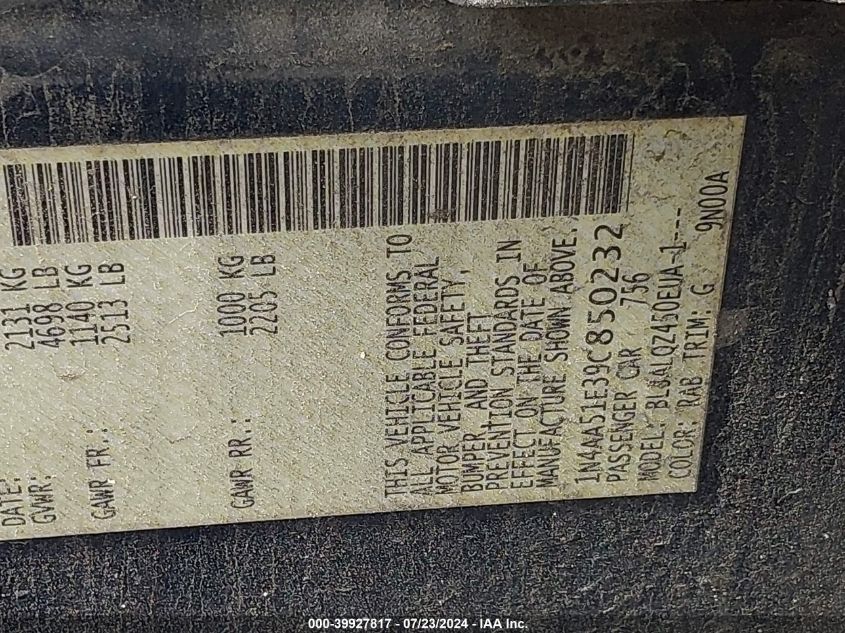 DATE:
GVWR: 2131 KG
4698 LB
GAWR FR.: 1140 KG
2513 LB
GAWR RR.: 1000 KG
2205 LB
THIS VEHICLE CONFORMS TO
ALL APPLICABLE FEDERAL
MOTOR VEHICLE SAFETY,
BUMPER, AND THEFT
PREVENTION STANDARDS IN
EFFECT ON THE DATE OF
MANUFACTURE SHOWN ABOVE.
1N4AA51E39C850232
PASSENGER CAR 756
MODEL:
COLOR: RAB TRIM: G 9N00A
000-39927817 - 07/23/2024 - IAA Inc.